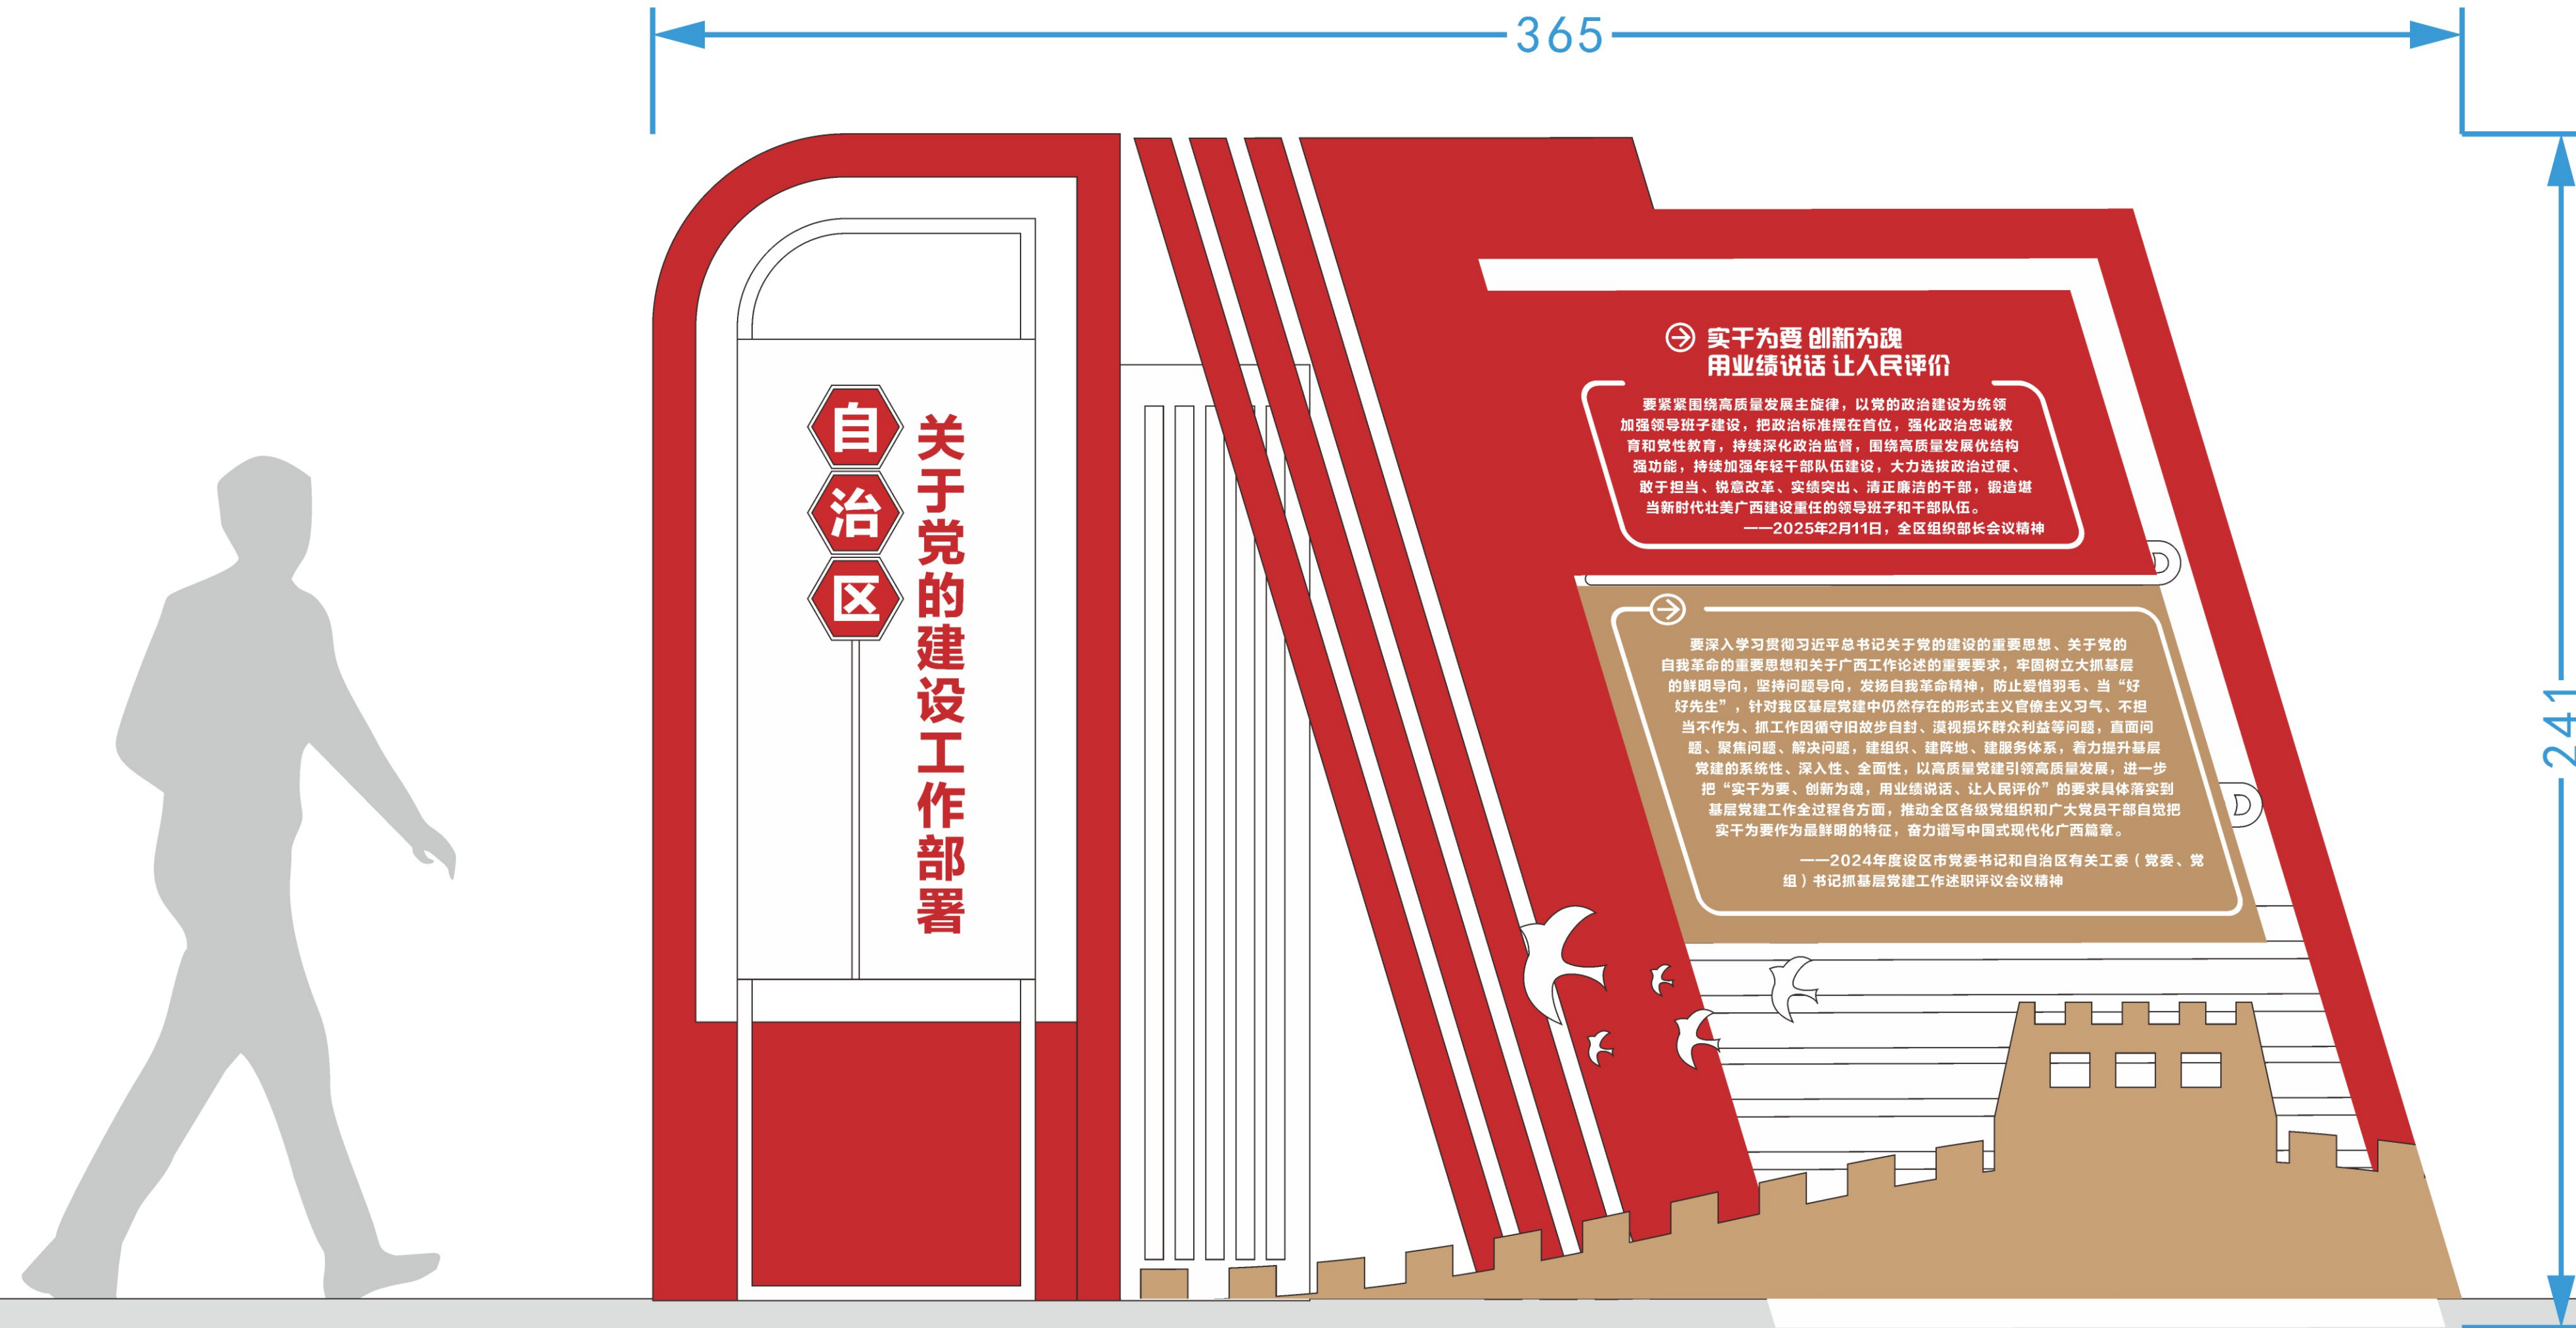 365
241
自治区
关于党的建设工作部署
实干为要 创新为魂
用业绩说话 让人民评价
要紧紧围绕高质量发展主旋律，以党的政治建设为统领
加强领导班子建设，把政治标准摆在首位，强化政治忠诚教
育和党性教育，持续深化政治监督，围绕高质量发展优结构
强功能，持续加强年轻干部队伍建设，大力选拔政治过硬、
敢于担当、锐意改革、实绩突出、清正廉洁的干部，锻造堪
当新时代壮美广西建设重任的领导班子和干部队伍。
——2025年2月11日，全区组织部长会议精神
要深入学习贯彻习近平总书记关于党的建设的重要思想、关于党的
自我革命的重要思想和关于广西工作论述的重要要求，牢固树立大抓基层
的鲜明导向，坚持问题导向，发扬自我革命精神，防止爱惜羽毛、当“好
好先生”，针对我区基层党建中仍然存在的形式主义官僚主义习气、不担
当不作为、抓工作因循守旧故步自封、漠视损坏群众利益等问题，直面问
题、聚焦问题、解决问题，建组织、建阵地、建服务体系，着力提升基层
党建的系统性、深入性、全面性，以高质量党建引领高质量发展，进一步
把“实干为要、创新为魂，用业绩说话、让人民评价”的要求具体落实到
基层党建工作全过程各方面，推动全区各级党组织和广大党员干部自觉把
实干为要作为最鲜明的特征，奋力谱写中国式现代化广西篇章。
——2024年度设区市党委书记和自治区有关工委（党委、党
组）书记抓基层党建工作述职评议会议精神